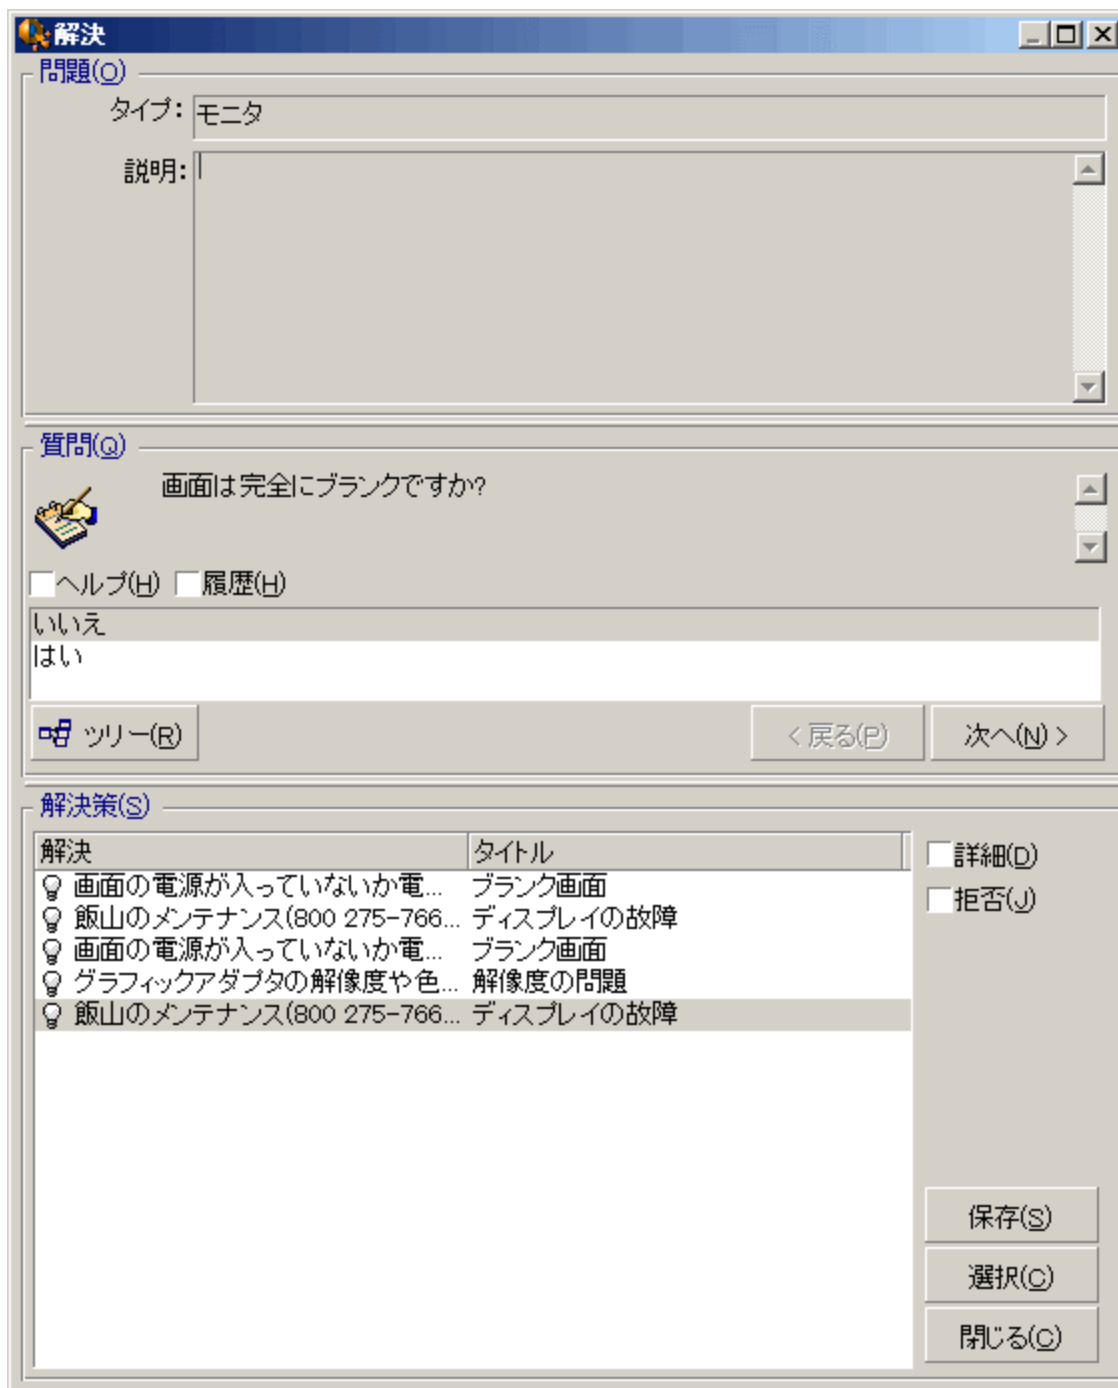 解決
問題(O)
タイプ: モニタ
説明:
質問(Q)
画面は完全にブランクですか?
ヘルプ(H) 履歴(H)
いいえ
はい
ツリー(R) < 戻る(P) 次へ(N) >
解決策(S)
解決 タイトル
詳細(D)
画面の電源が入っていないか電... ブランク画面
拒否(J)
飯山のメンテナンス(800 275-766... ディスプレイの故障
画面の電源が入っていないか電... ブランク画面
グラフィックアダプタの解像度や色... 解像度の問題
飯山のメンテナンス(800 275-766... ディスプレイの故障
保存(S)
選択(C)
閉じる(C)